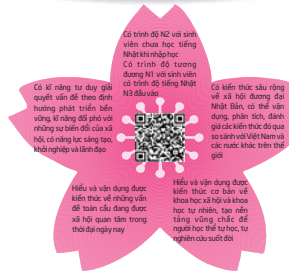 Có trình độ N2 với sinh
viên chưa học tiếng
Nhật khi nhập học
Có trình độ tương
đương N1 với sinh viên
có trình độ tiếng Nhật
N3 đầu vào
Có kĩ năng tư duy giải
quyết vấn đề theo định
hướng phát triển bền
vững, kĩ năng đối phó với
những sự biến đổi của xã
hội, có năng lực sáng tạo,
khởi nghiệp và lãnh đạo
Có kiến thức sâu rộng
về xã hội đương đại
Nhật Bản, có thể vận
dụng, phân tích, đánh
giá các kiến thức đó qua
so sánh với Việt Nam và
các nước khác trên thế
giới
Hiểu và vận dụng được
kiến thức về những vấn
đề toàn cầu đang được
xã hội quan tâm trong
thời đại ngày nay
Hiểu và vận dụng được
kiến thức cơ bản về
khoa học xã hội và khoa
học tự nhiên, tạo nền
tảng vững chắc để
người học thể tự học, tự
nghiên cứu suốt đời